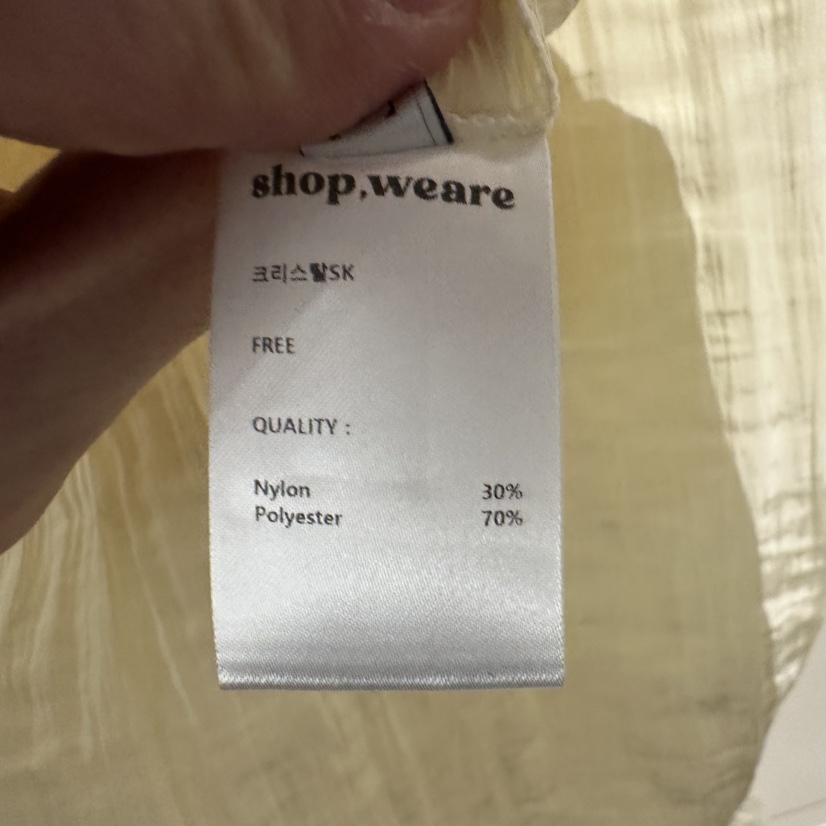 shop,weare
크리스탈SK
FREE
QUALITY :
Nylon 30%
Polyester 70%